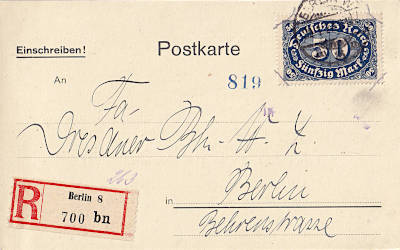 Einschreiben!
Postkarte
Deutsches Reich
50
Fünfzig Mark
An
819
Fa
Dresdner Bk.
in Berlin
Behrenstrasse
R
Berlin 8
700 bn